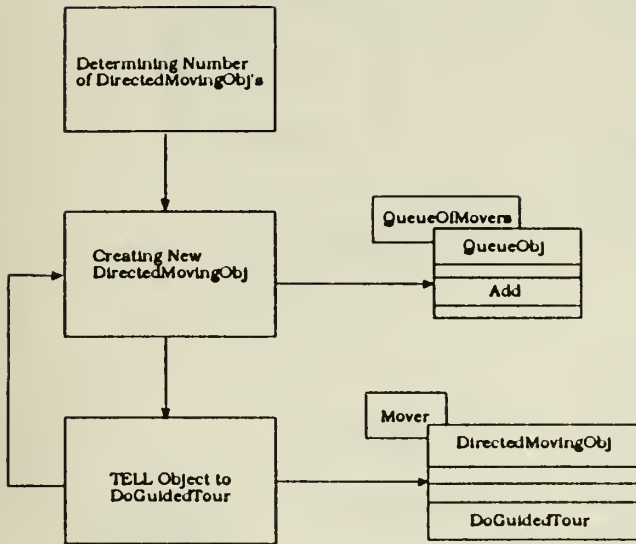 Determining Number
of DirectedMovingObj's
QueueOfMovers
QueueObj
Creating New
DirectedMovingObj
Add
Mover
DirectedMovingObj
TELL Object to
DoGuidedTour
DoGuidedTour